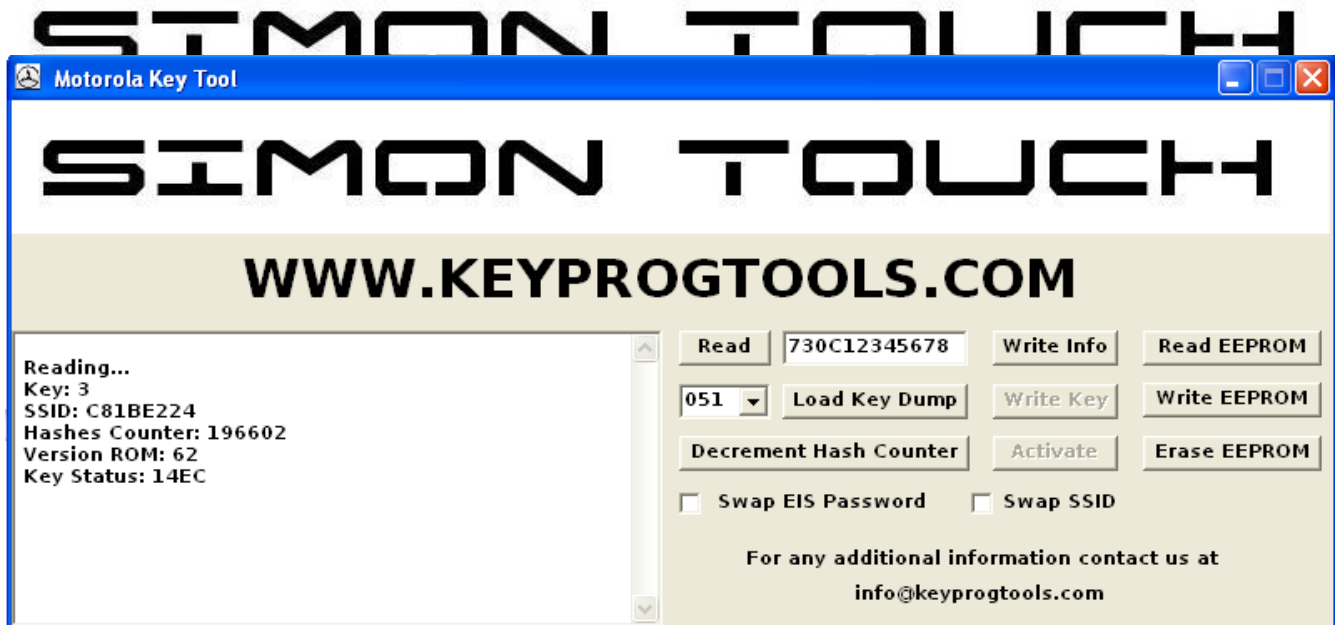 SIMON TOUCH
Motorola Key Tool
SIMON TOUCH
WWW.KEYPROGTOOLS.COM
Reading...
Key: 3
SSID: C81BE224
Hashes Counter: 196602
Version ROM: 62
Key Status: 14EC
Read 730C12345678 Write Info Read EEPROM
051 Load Key Dump Write Key Write EEPROM
Decrement Hash Counter Activate Erase EEPROM
Swap EIS Password Swap SSID
For any additional information contact us at
info@keyprogtools.com